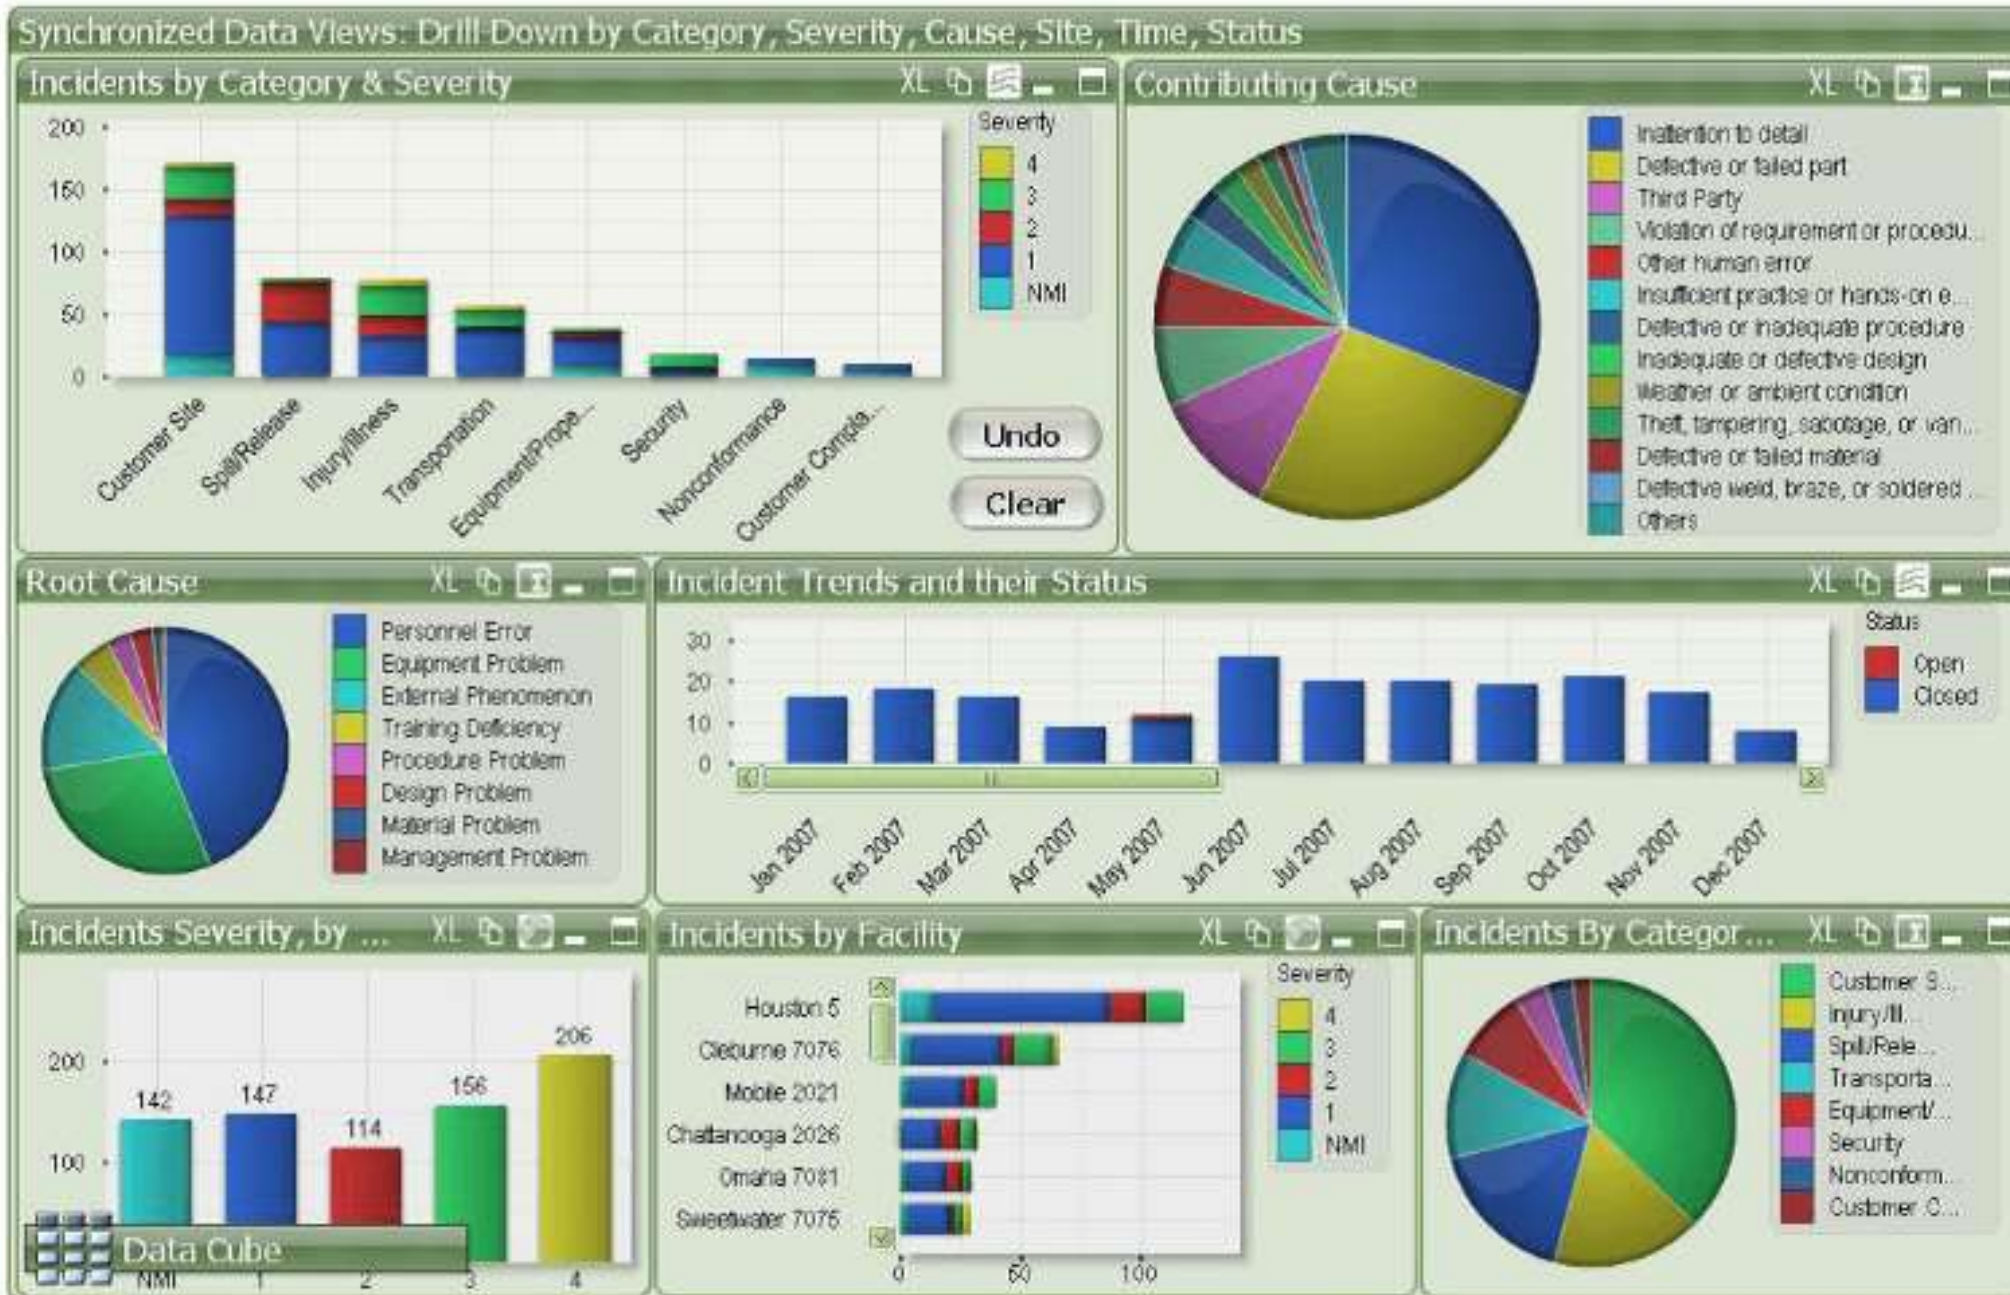 Synchronized Data Views: Drill-Down by Category, Severity, Cause, Site, Time, Status
Incidents by Category & Severity
XL
200
150
100
50
0
Customer Site
Spill/Release
Injury/Illness
Transportation
Equipment/Prope...
Security
Nonconformance
Customer Compla...
Severity
4
3
2
1
NMI
Undo
Clear
Contributing Cause
XL
Inattention to detail
Defective or failed part
Third Party
Violation of requirement or procedu...
Other human error
Insufficient practice or hands-on e...
Defective or inadequate procedure
Inadequate or defective design
Weather or ambient condition
Theft, tampering, sabotage, or van...
Defective or failed material
Defective weld, braze, or soldered ...
Others
Root Cause
XL
Personnel Error
Equipment Problem
External Phenomenon
Training Deficiency
Procedure Problem
Design Problem
Material Problem
Management Problem
Incident Trends and their Status
XL
30
20
10
0
Jan 2007
Feb 2007
Mar 2007
Apr 2007
May 2007
Jun 2007
Jul 2007
Aug 2007
Sep 2007
Oct 2007
Nov 2007
Dec 2007
Status
Open
Closed
Incidents Severity, by ...
XL
200
100
142
147
114
156
206
NMI
1
2
3
4
Data Cube
Incidents by Facility
XL
Houston 5
Cleburne 7076
Mobile 2021
Chattanooga 2026
Omaha 7081
Sweetwater 7075
0
50
100
Severity
4
3
2
1
NMI
Incidents By Categor...
XL
Customer S...
Injury/Ill...
Spill/Rele...
Transporta...
Equipment/...
Security
Nonconform...
Customer C...